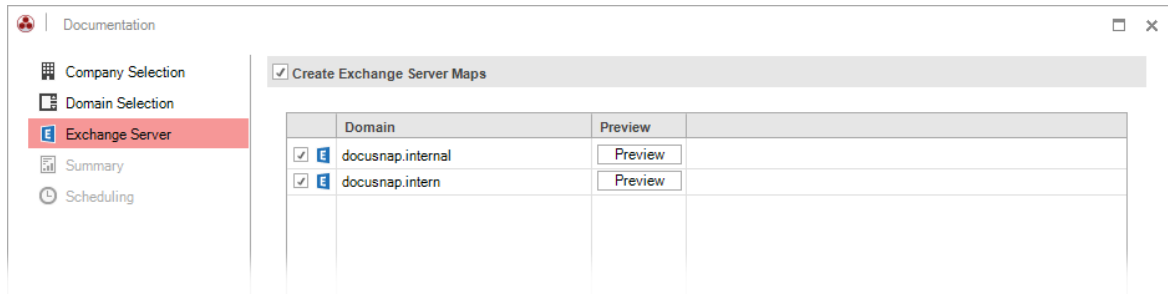 Documentation
Company Selection
Domain Selection
Exchange Server
Summary
Scheduling
Create Exchange Server Maps
Domain Preview
E docusnap.internal Preview
E docusnap.intern Preview